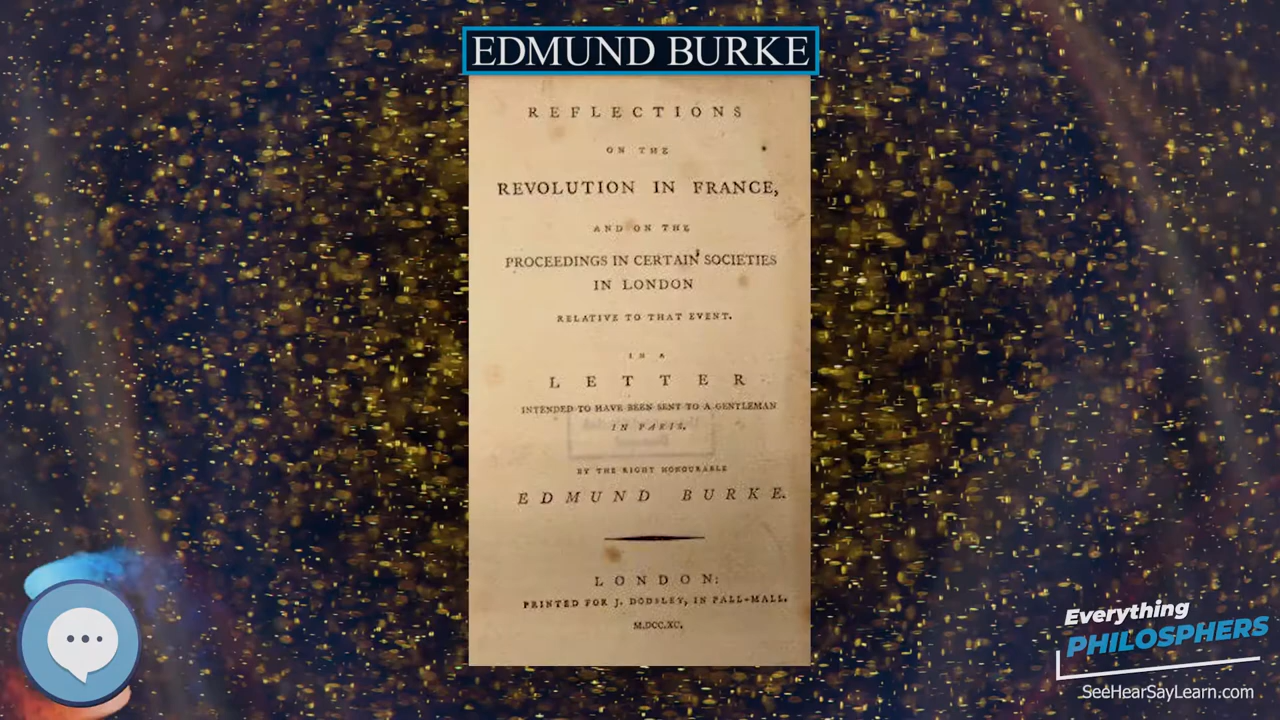 EDMUND BURKE
REFLECTIONS
ON THE
REVOLUTION IN FRANCE,
AND ON THE
PROCEEDINGS IN CERTAIN SOCIETIES
IN LONDON
RELATIVE TO THAT EVENT.
IN A
LETTER
INTENDED TO HAVE BEEN SENT TO A GENTLEMAN
IN PARIS.
BY THE RIGHT HONOURABLE
EDMUND BURKE.
LONDON:
PRINTED FOR J. DODSLEY, IN PALL-MALL.
M.DCC.XC.
Everything
PHILOSPHERS
SeeHearSayLearn.com